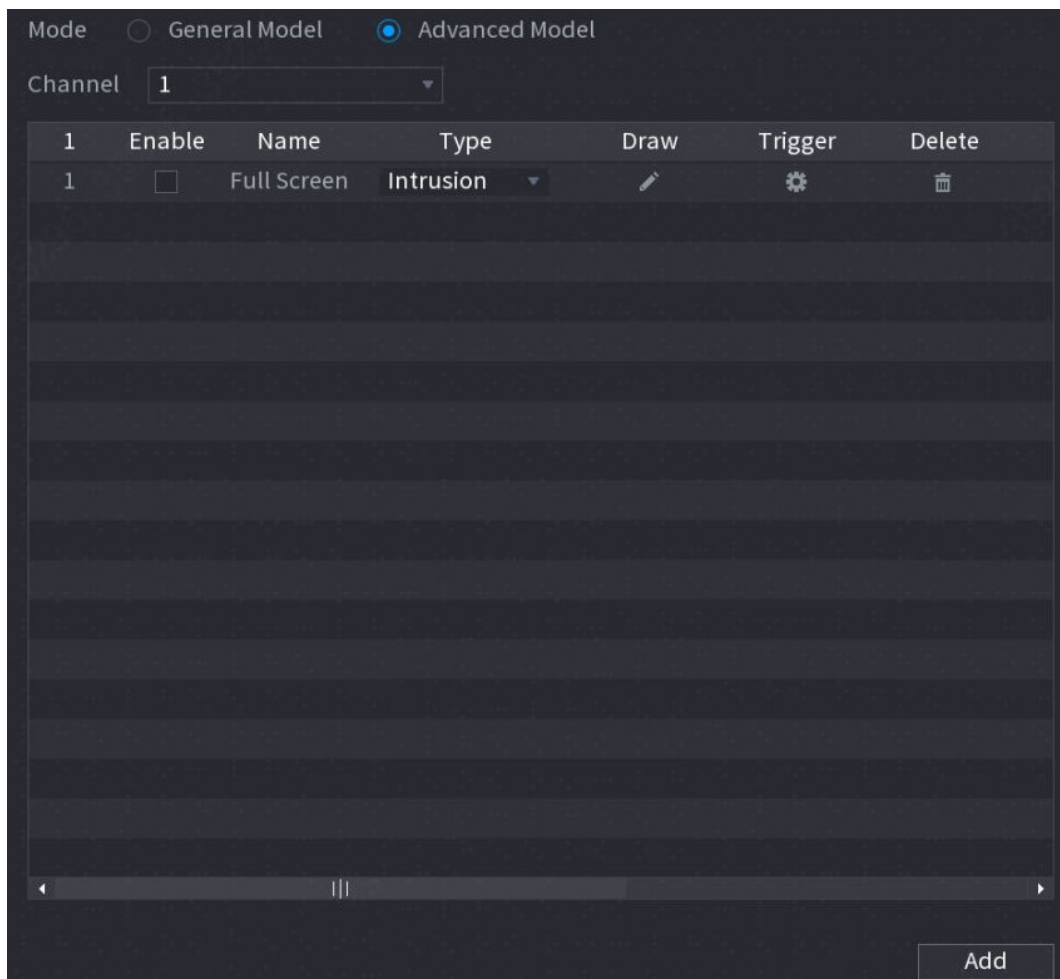 Mode General Model Advanced Model
Channel 1
1 Enable Name Type Draw Trigger Delete
1 Full Screen Intrusion
Add